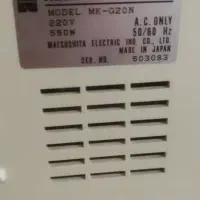 MODEL MK-G20N
220V A.C. ONLY
550W 50/60 Hz
MATSUSHITA ELECTRIC IND. CO., LTD.
MADE IN JAPAN
SER. NO. 503083